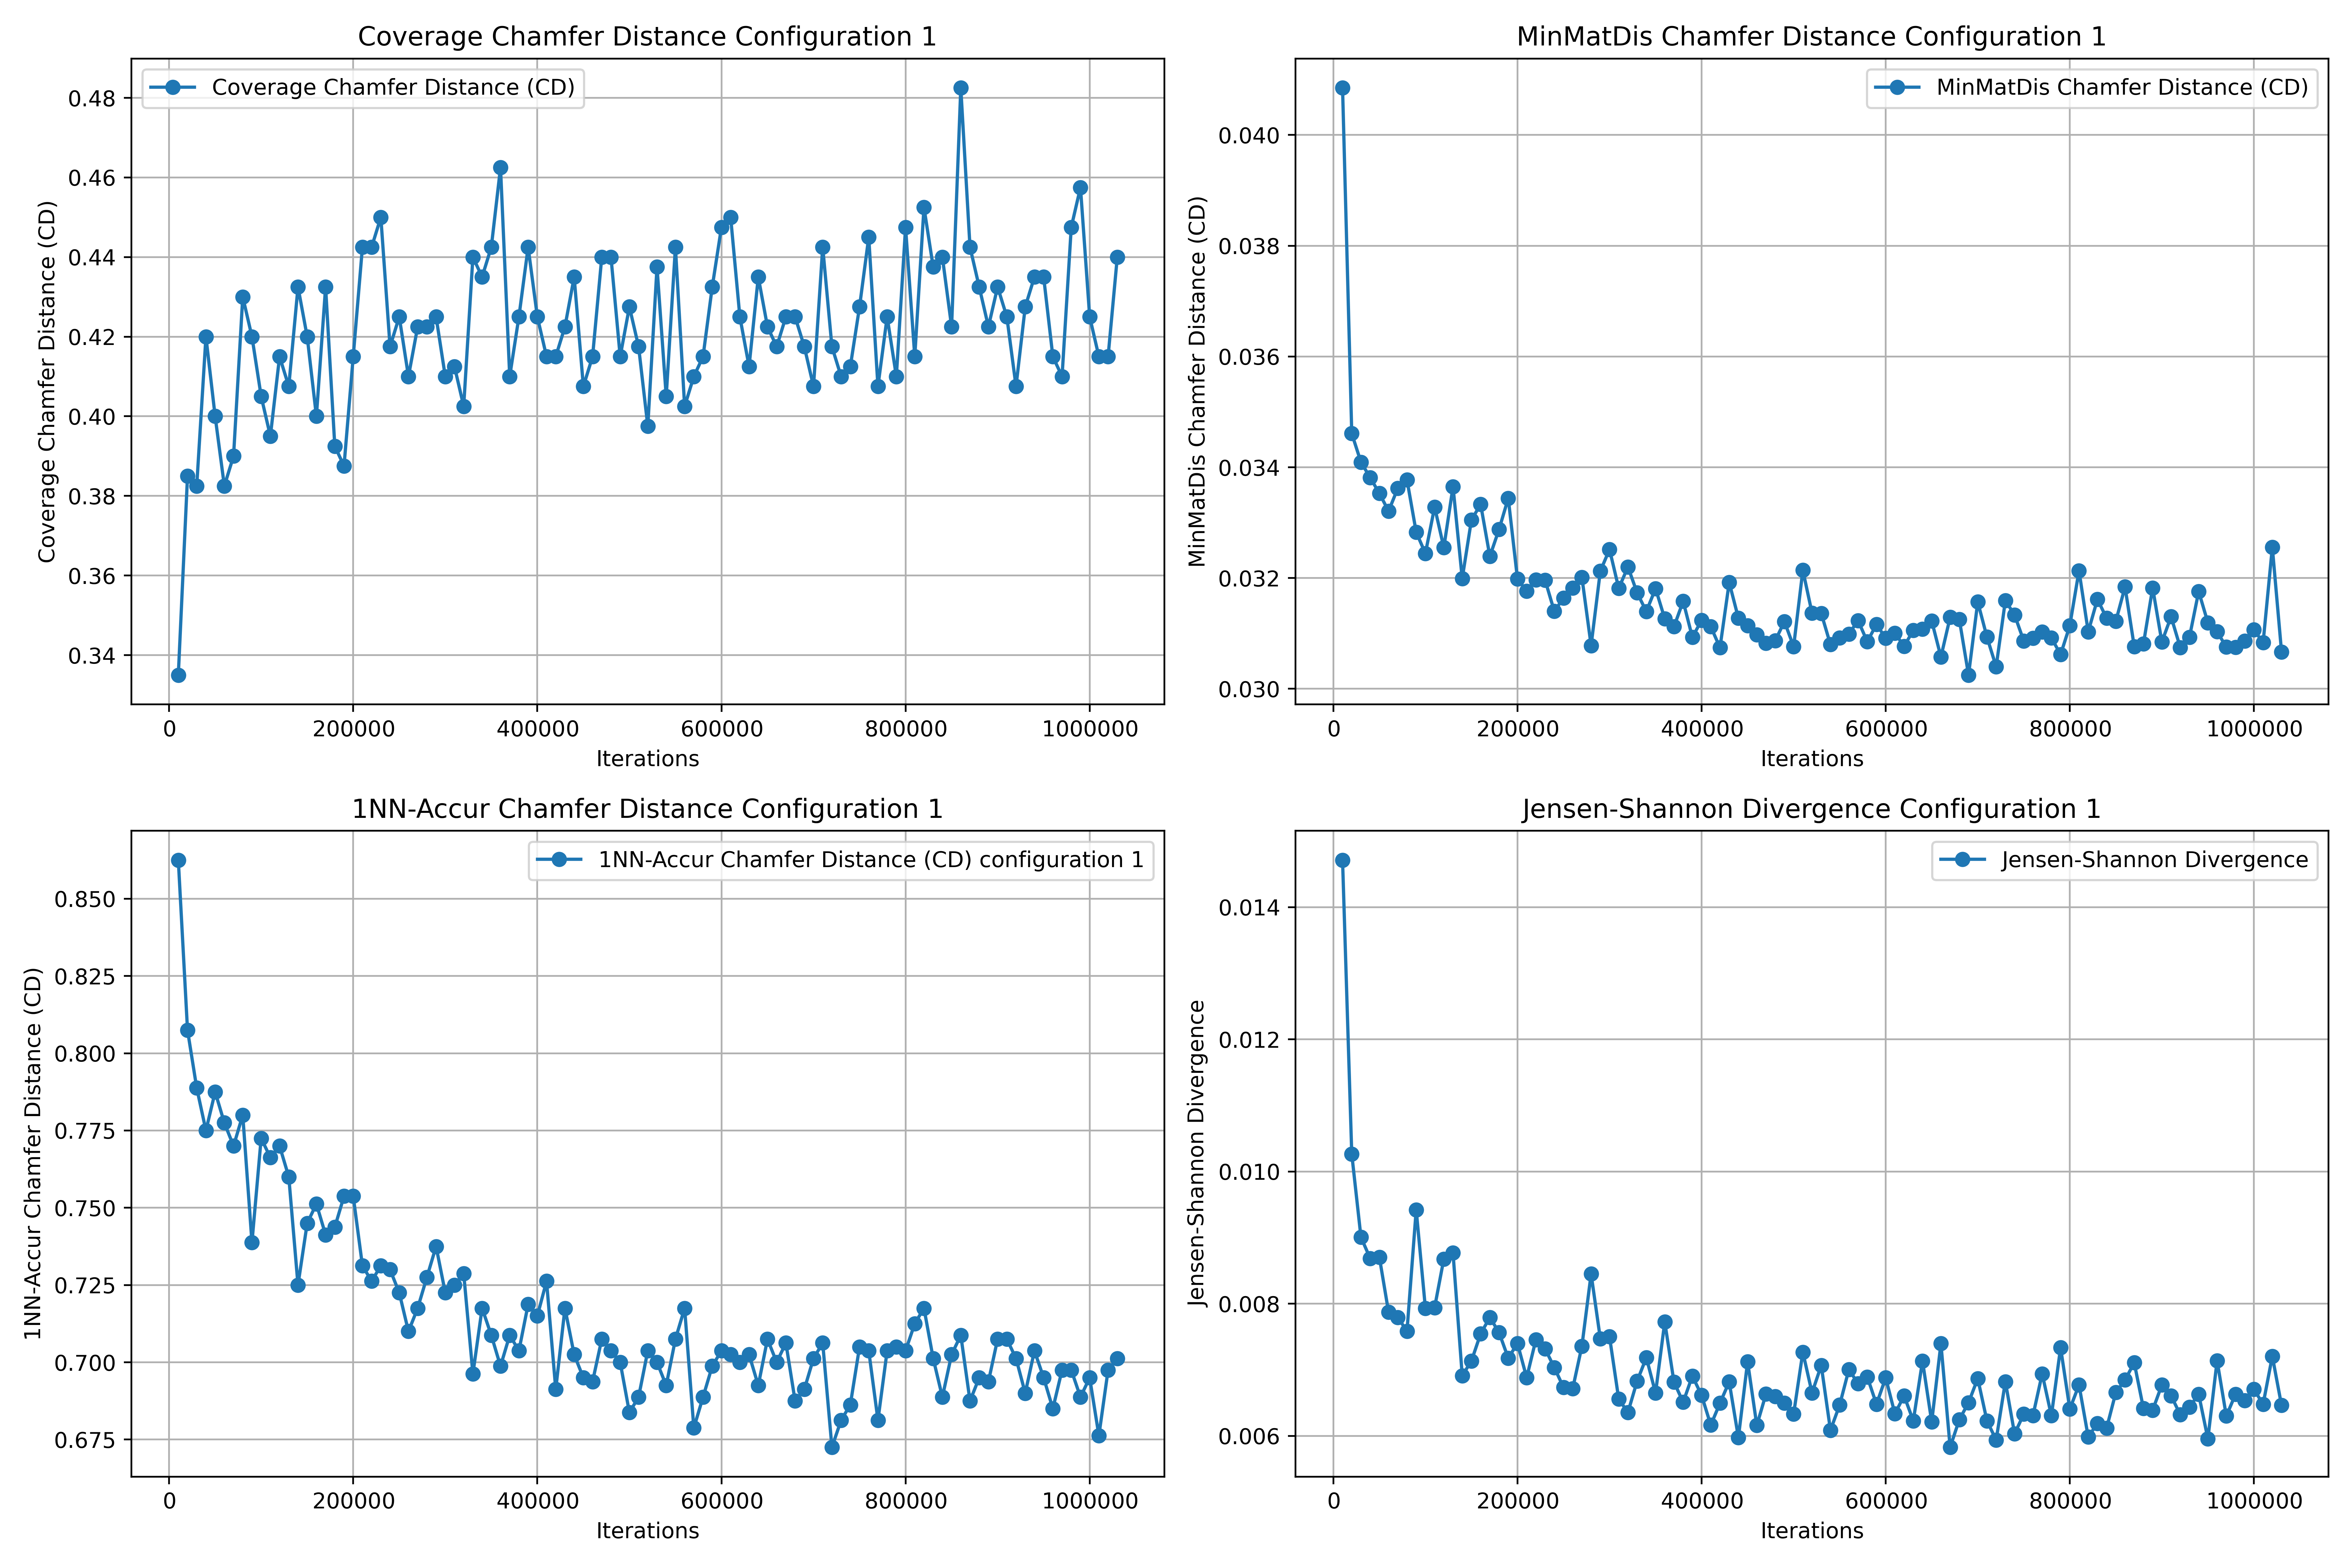 Coverage Chamfer Distance Configuration 1
Coverage Chamfer Distance (CD)
Coverage Chamfer Distance (CD)
0.48
0.46
0.44
0.42
0.40
0.38
0.36
0.34
0 200000 400000 600000 800000 1000000
Iterations
MinMatDis Chamfer Distance Configuration 1
MinMatDis Chamfer Distance (CD)
MinMatDis Chamfer Distance (CD)
0.040
0.038
0.036
0.034
0.032
0.030
0 200000 400000 600000 800000 1000000
Iterations
1NN-Accur Chamfer Distance Configuration 1
1NN-Accur Chamfer Distance (CD) configuration 1
1NN-Accur Chamfer Distance (CD)
0.850
0.825
0.800
0.775
0.750
0.725
0.700
0.675
0 200000 400000 600000 800000 1000000
Iterations
Jensen-Shannon Divergence Configuration 1
Jensen-Shannon Divergence
Jensen-Shannon Divergence
0.014
0.012
0.010
0.008
0.006
0 200000 400000 600000 800000 1000000
Iterations